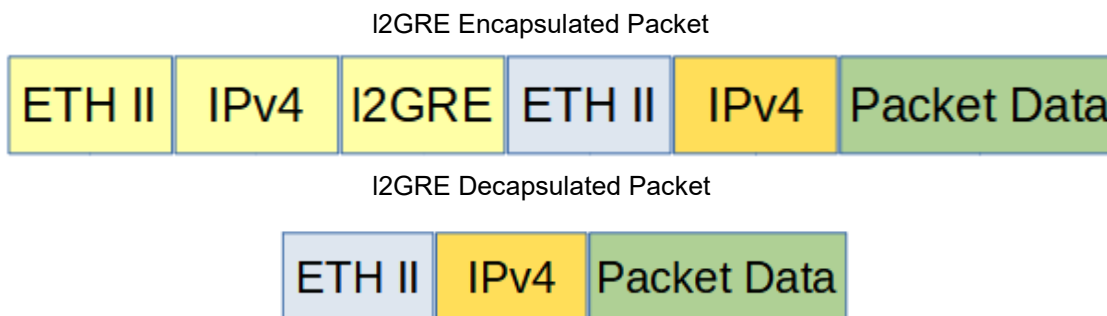 l2GRE Encapsulated Packet
ETH II IPv4 l2GRE ETH II IPv4 Packet Data
l2GRE Decapsulated Packet
ETH II IPv4 Packet Data